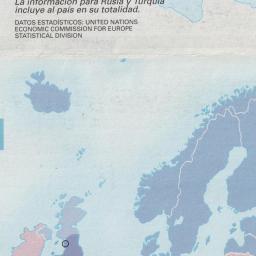 La información para Rusia y Turquía
incluye al país en su totalidad.
DATOS ESTADÍSTICOS: UNITED NATIONS
ECONOMIC COMMISSION FOR EUROPE
STATISTICAL DIVISION